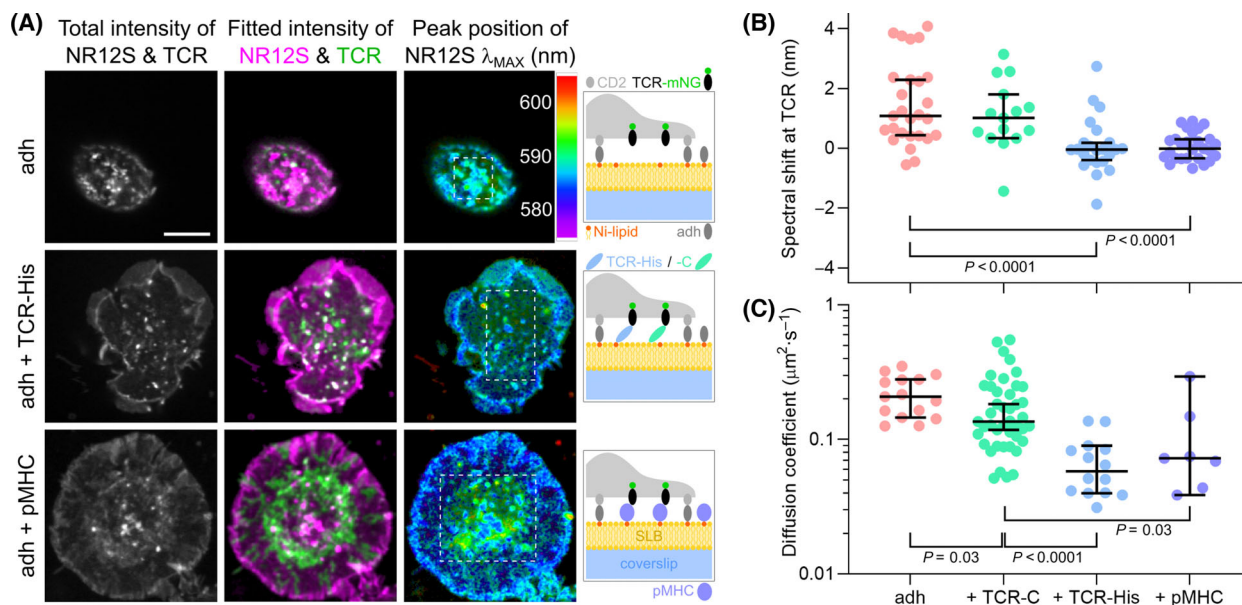 (A)
Total intensity of NR12S & TCR
Fitted intensity of NR12S & TCR
Peak position of NR12S λMAX (nm)
adh
600
590
580
CD2 TCR-mNG
Ni-lipid adh
adh + TCR-His
TCR-His / -C
adh + pMHC
SLB
coverslip
pMHC
(B)
Spectral shift at TCR (nm)
4
2
0
−2
−4
P < 0.0001
P < 0.0001
(C)
Diffusion coefficient (μm²·s⁻¹)
1
0.1
0.01
P = 0.03
P = 0.03 P < 0.0001
adh + TCR-C + TCR-His + pMHC